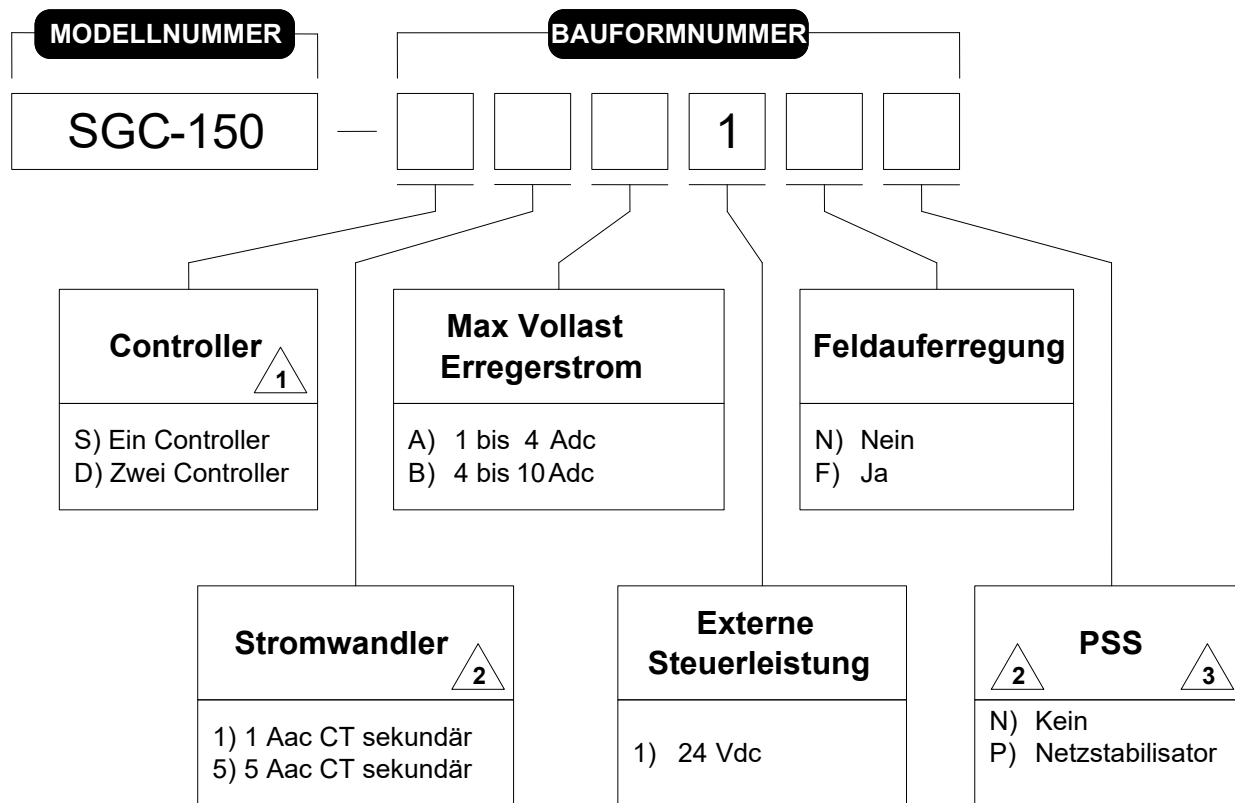 MODELLNUMMER
BAUFORMNUMMER
SGC-150
1
Controller
1
S) Ein Controller
D) Zwei Controller
Max Vollast
Erregerstrom
A) 1 bis 4 Adc
B) 4 bis 10 Adc
Feldauferregung
N) Nein
F) Ja
Stromwandler
2
1) 1 Aac CT sekundär
5) 5 Aac CT sekundär
Externe
Steuerleistung
1) 24 Vdc
PSS
2
3
N) Kein
P) Netzstabilisator